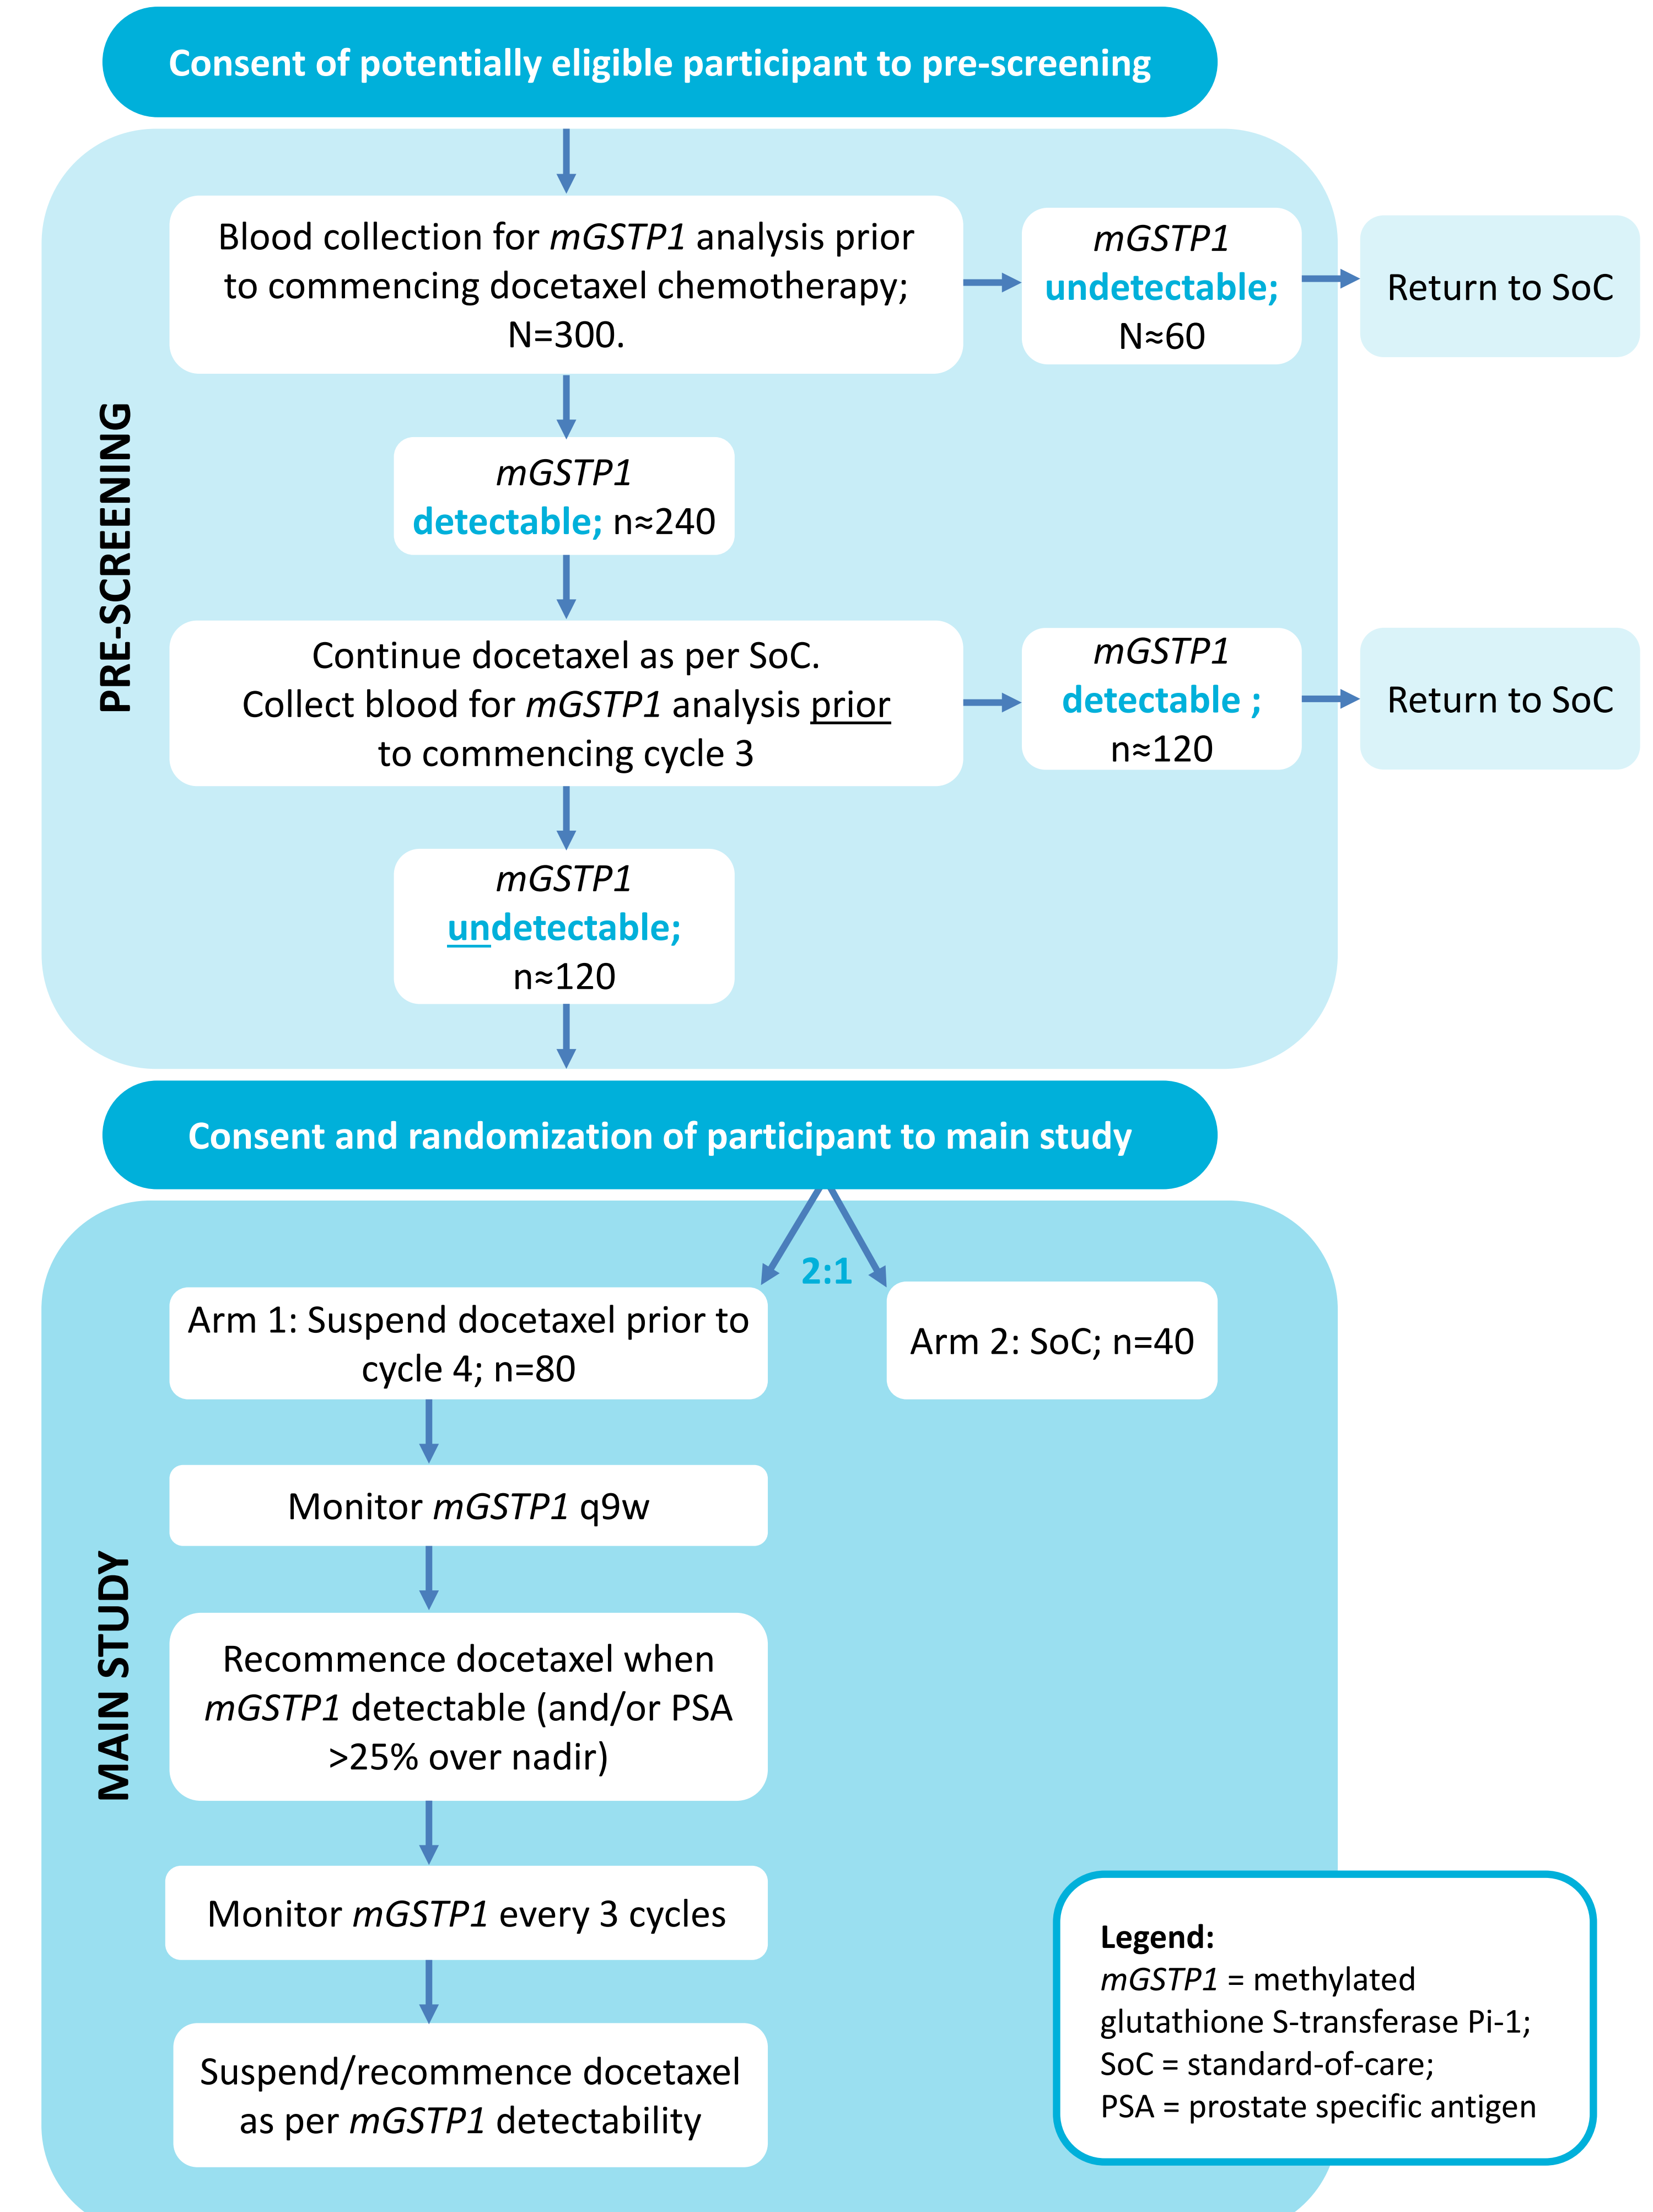 Consent of potentially eligible participant to pre-screening
PRE-SCREENING
Blood collection for mGSTP1 analysis prior
to commencing docetaxel chemotherapy;
N=300.
mGSTP1
undetectable;
N≈60
Return to SoC
mGSTP1
detectable; n≈240
Continue docetaxel as per SoC.
Collect blood for mGSTP1 analysis prior
to commencing cycle 3
mGSTP1
detectable ;
n≈120
Return to SoC
mGSTP1
undetectable;
n≈120
Consent and randomization of participant to main study
MAIN STUDY
2:1
Arm 1: Suspend docetaxel prior to
cycle 4; n=80
Arm 2: SoC; n=40
Monitor mGSTP1 q9w
Recommence docetaxel when
mGSTP1 detectable (and/or PSA
>25% over nadir)
Monitor mGSTP1 every 3 cycles
Suspend/recommence docetaxel
as per mGSTP1 detectability
Legend:
mGSTP1 = methylated
glutathione S-transferase Pi-1;
SoC = standard-of-care;
PSA = prostate specific antigen